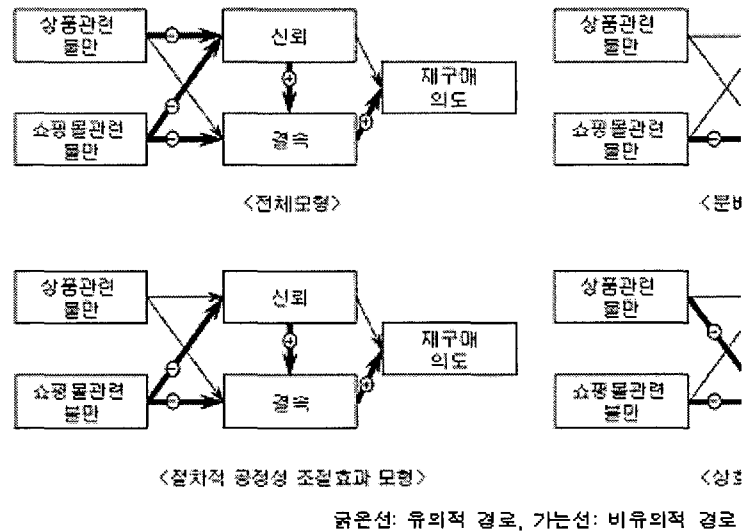 상품관련
불만
신뢰
재구매
의도
쇼핑몰관련
불만
결속
<전체모형>
상품관련
불만
쇼핑몰관련
불만
상품관련
불만
신뢰
재구매
의도
쇼핑몰관련
불만
결속
<절차적 공정성 조절효과 모형>
상품관련
불만
쇼핑몰관련
불만
굵은선: 유의적 경로, 가는선: 비유의적 경로